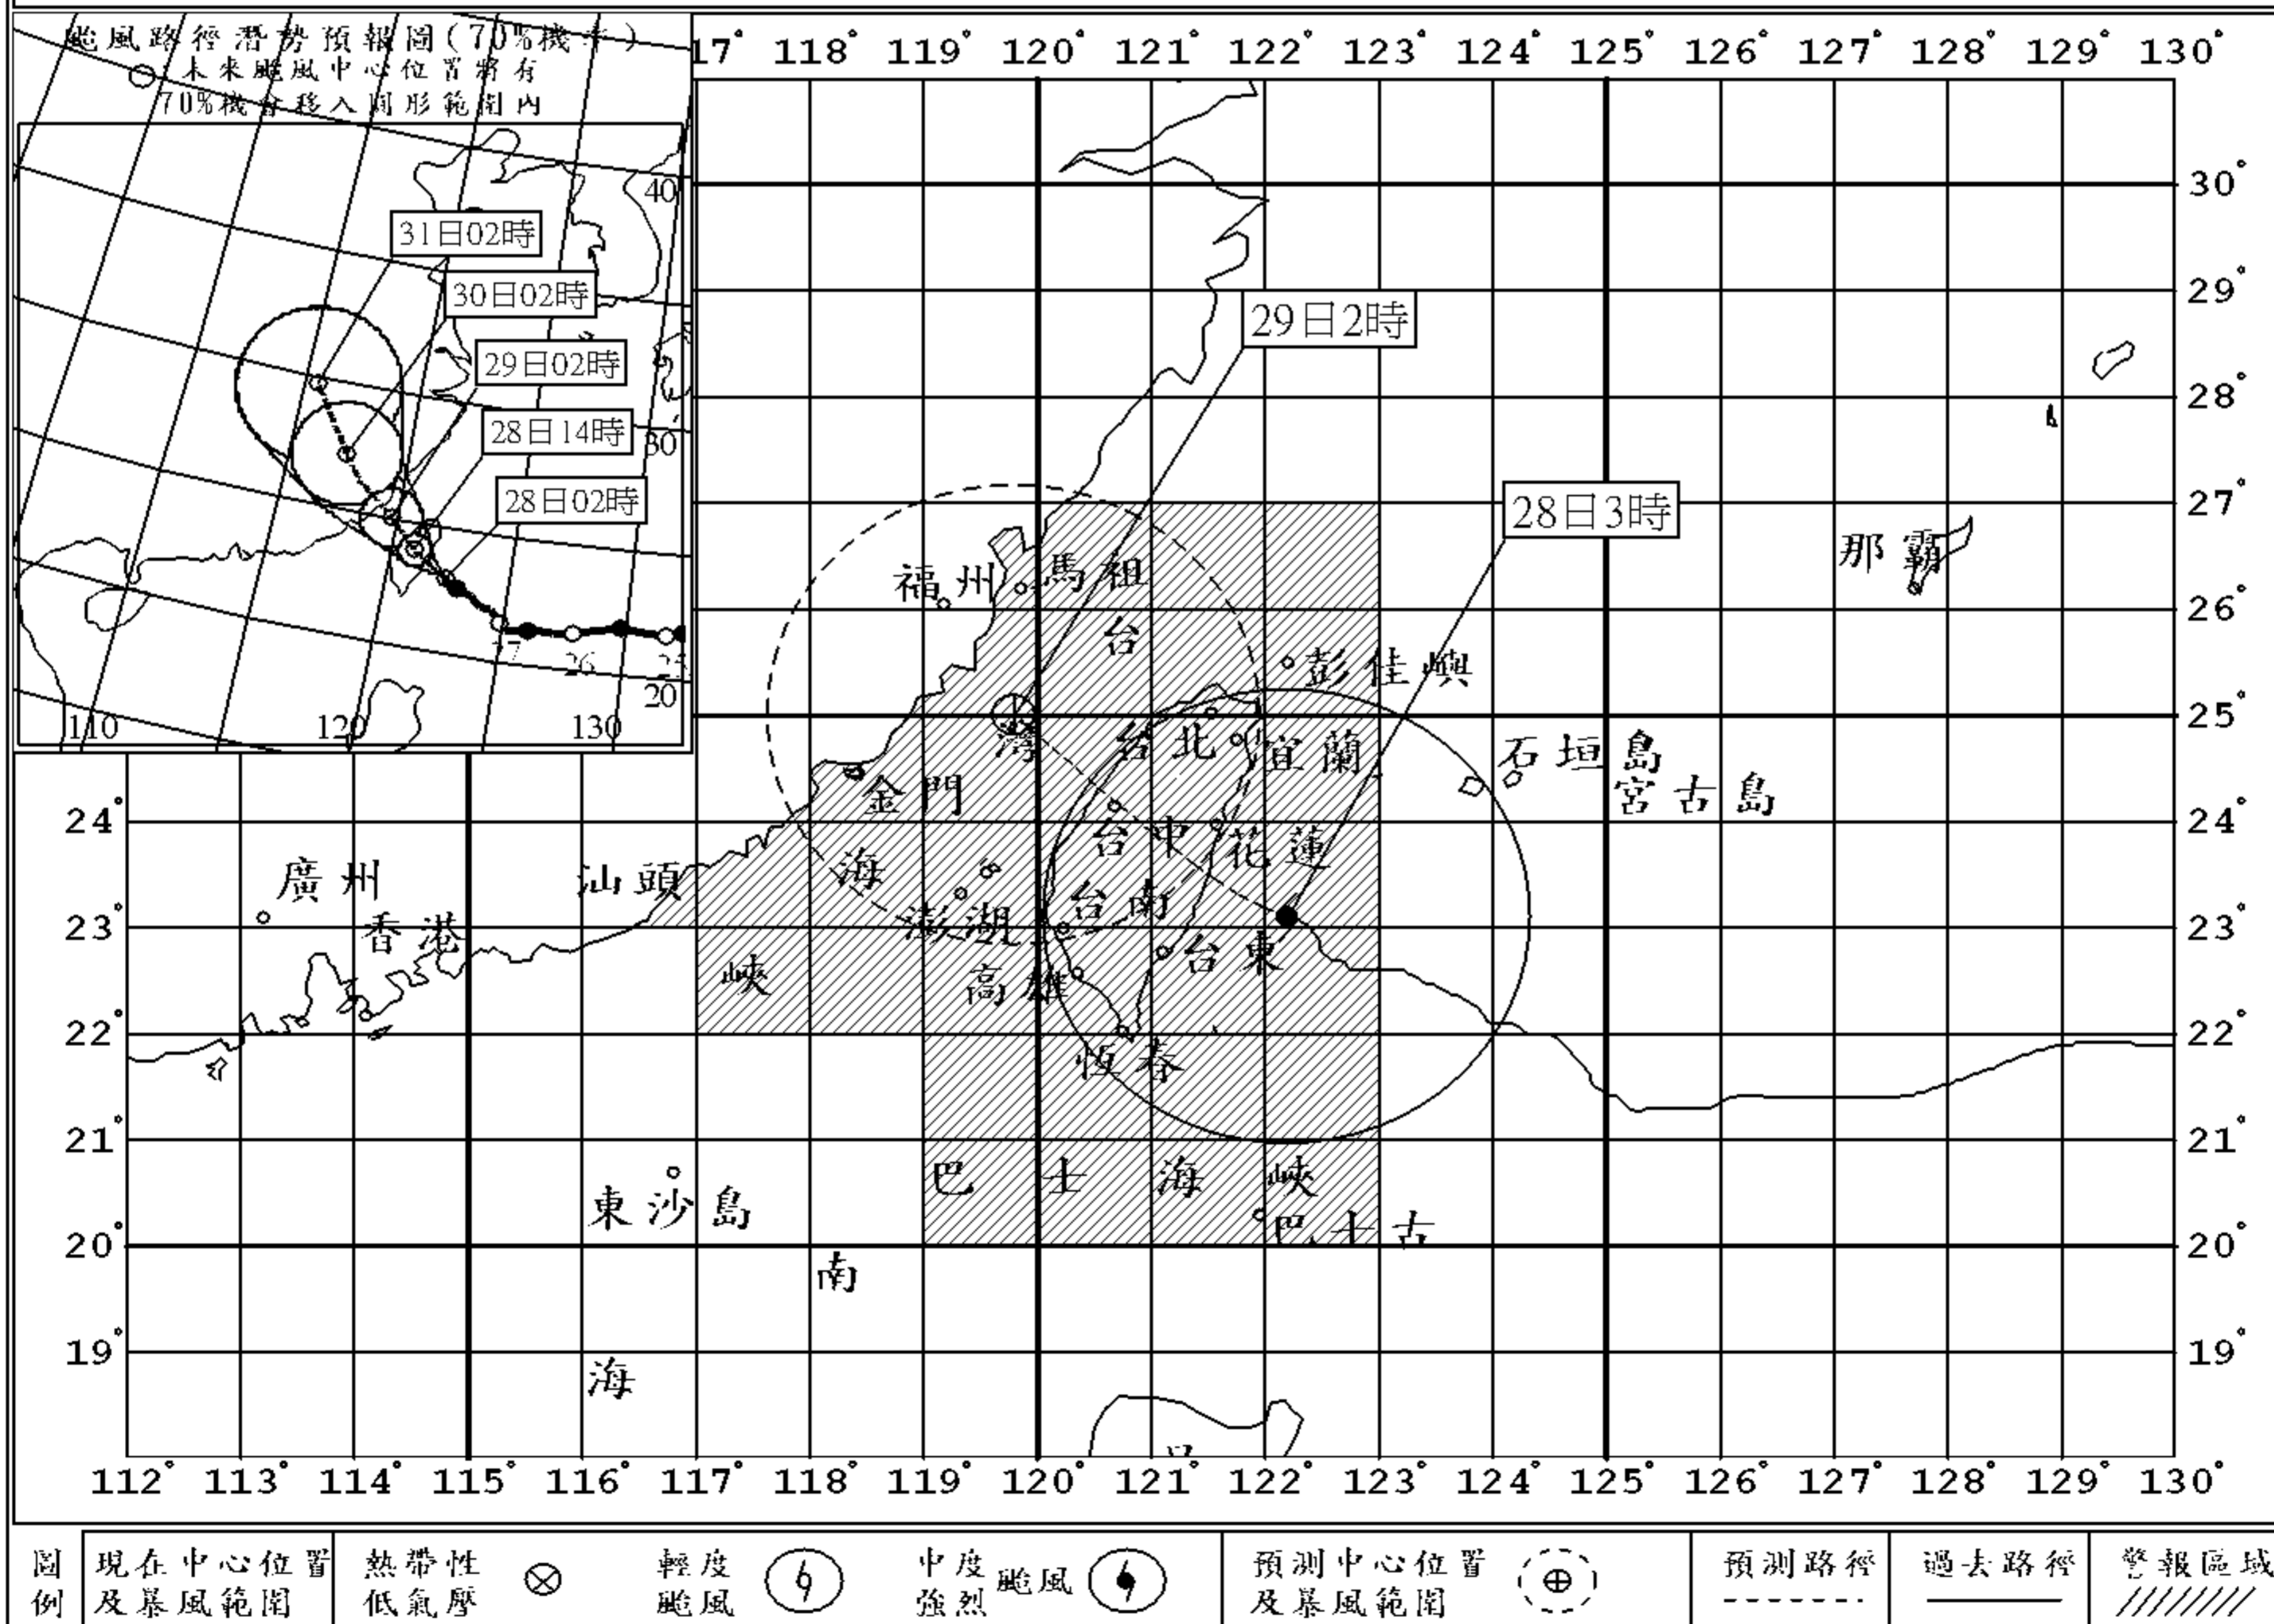 颱風路徑潛勢預報圖(70%機率)
○:未來颱風中心位置將有
70%機會移入圓形範圍內
17° 118° 119° 120° 121° 122° 123° 124° 125° 126° 127° 128° 129° 130°
40
31日02時
30日02時
29日02時
28日14時
30
28日02時
27 26 25
20
110 120 130
30°
29°
29日2時
28°
27°
28日3時
那霸
福州 馬祖
26°
台
彭佳嶼
25°
灣 台北 宜蘭 石垣島
金門 宮古島
24° 24°
台中 花蓮
廣州 汕頭 海
香港 澎湖 台南
23° 23°
峽 高雄 台東
22° 22°
恆春
21° 21°
巴士海峽
東沙島 巴士古
20° 20°
南
19° 19°
海
112° 113° 114° 115° 116° 117° 118° 119° 120° 121° 122° 123° 124° 125° 126° 127° 128° 129° 130°
圖例
現在中心位置
及暴風範圍
熱帶性
低氣壓
輕度
颱風
中度
強烈
颱風
預測中心位置
及暴風範圍
預測路徑
過去路徑
警報區域